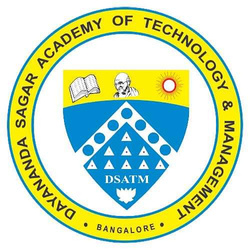 DAYANANDA SAGAR ACADEMY OF TECHNOLOGY & MANAGEMENT
DSATM
• BANGALORE •